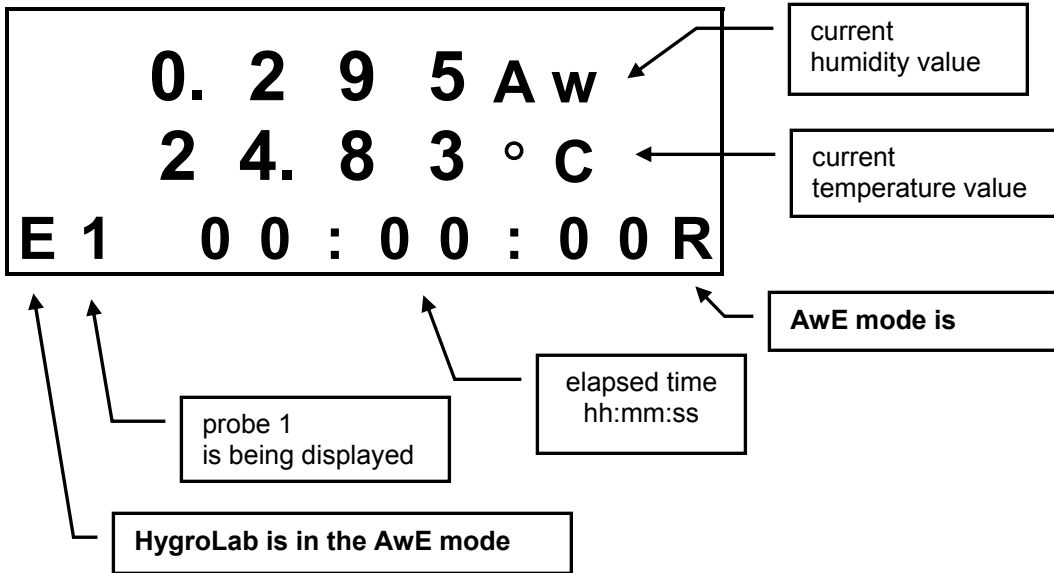 0. 2 9 5 A w
2 4. 8 3 ° C
E 1 0 0 : 0 0 : 0 0 R
current
humidity value
current
temperature value
AwE mode is
elapsed time
hh:mm:ss
probe 1
is being displayed
HygroLab is in the AwE mode